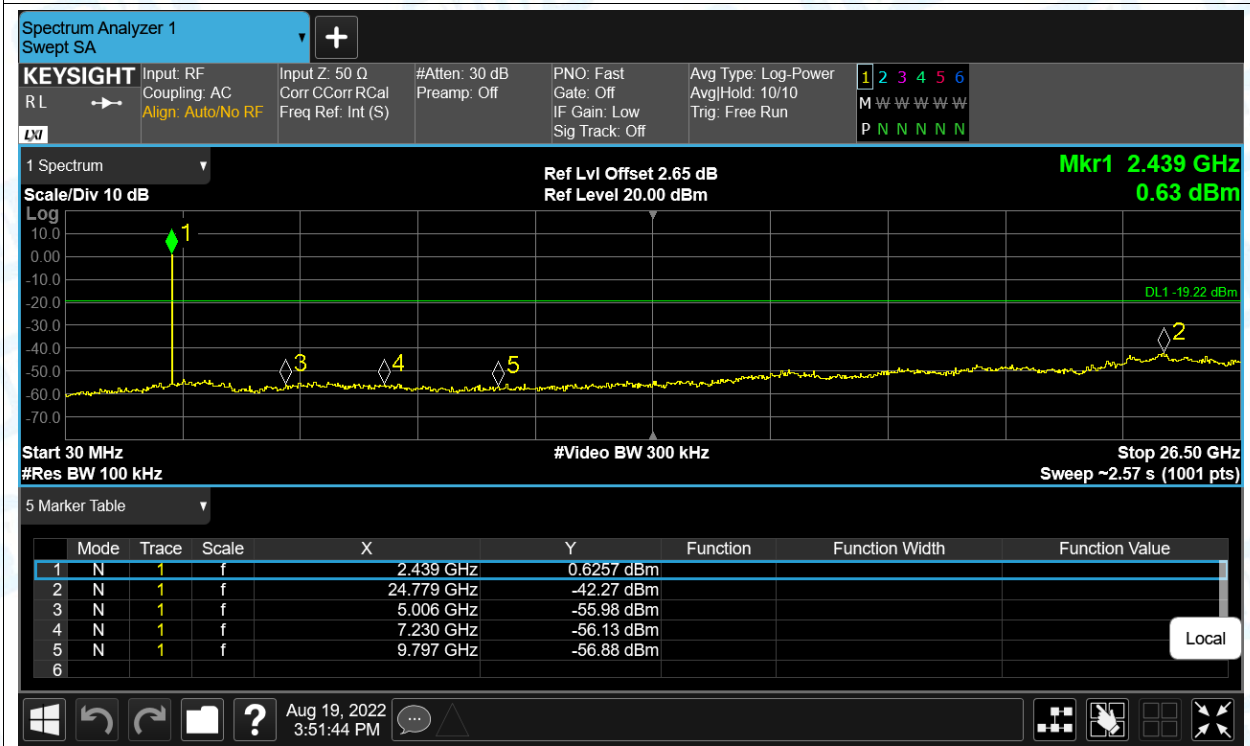 Spectrum Analyzer 1
Swept SA
KEYSIGHT Input: RF Input Z: 50 Ω #Atten: 30 dB PNO: Fast Avg Type: Log-Power 1 2 3 4 5 6
R L Coupling: AC Corr CCorr RCal Preamp: Off Gate: Off Avg|Hold: 10/10 M W W W W W
Align: Auto/No RF Freq Ref: Int (S) IF Gain: Low Trig: Free Run
LXI Sig Track: Off P N N N N N
1 Spectrum Ref Lvl Offset 2.65 dB Mkr1 2.439 GHz
Scale/Div 10 dB Ref Level 20.00 dBm 0.63 dBm
Log
10.0 1
0.00
-10.0
DL1 -19.22 dBm
-20.0
-30.0
2
-40.0
3 4 5
-50.0
-60.0
-70.0
Start 30 MHz #Video BW 300 kHz Stop 26.50 GHz
#Res BW 100 kHz Sweep ~2.57 s (1001 pts)
5 Marker Table
Mode Trace Scale X Y Function Function Width Function Value
1 N 1 f 2.439 GHz 0.6257 dBm
2 N 1 f 24.779 GHz -42.27 dBm
3 N 1 f 5.006 GHz -55.98 dBm
4 N 1 f 7.230 GHz -56.13 dBm
5 N 1 f 9.797 GHz -56.88 dBm
6
Local
? Aug 19, 2022
3:51:44 PM